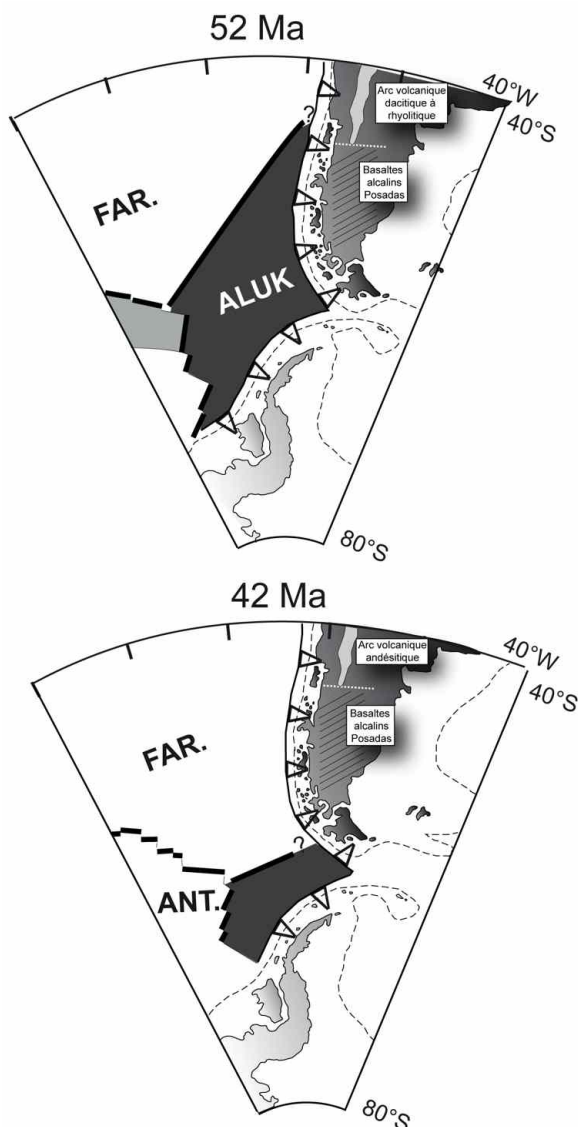 52 Ma
40°W
40°S
Arc volcanique
dacitique à
rhyolitique
?
Basaltes
alcalins
Posadas
FAR.
ALUK
?
80°S
42 Ma
40°W
40°S
Arc volcanique
andésitique
Basaltes
alcalins
Posadas
FAR.
?
?
ANT.
80°S